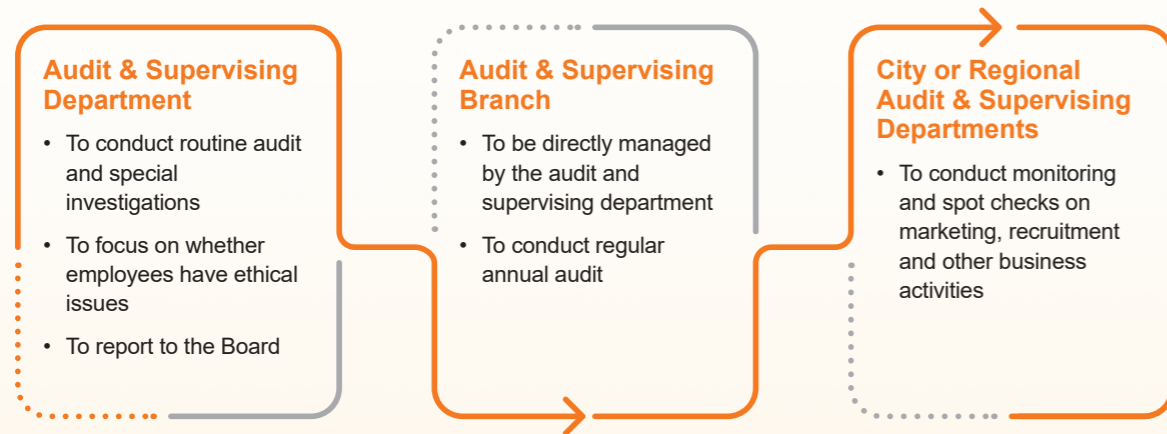 Audit & Supervising
Department
• To conduct routine audit
and special
investigations
• To focus on whether
employees have ethical
issues
• To report to the Board
Audit & Supervising
Branch
• To be directly managed
by the audit and
supervising department
• To conduct regular
annual audit
City or Regional
Audit & Supervising
Departments
• To conduct monitoring
and spot checks on
marketing, recruitment
and other business
activities